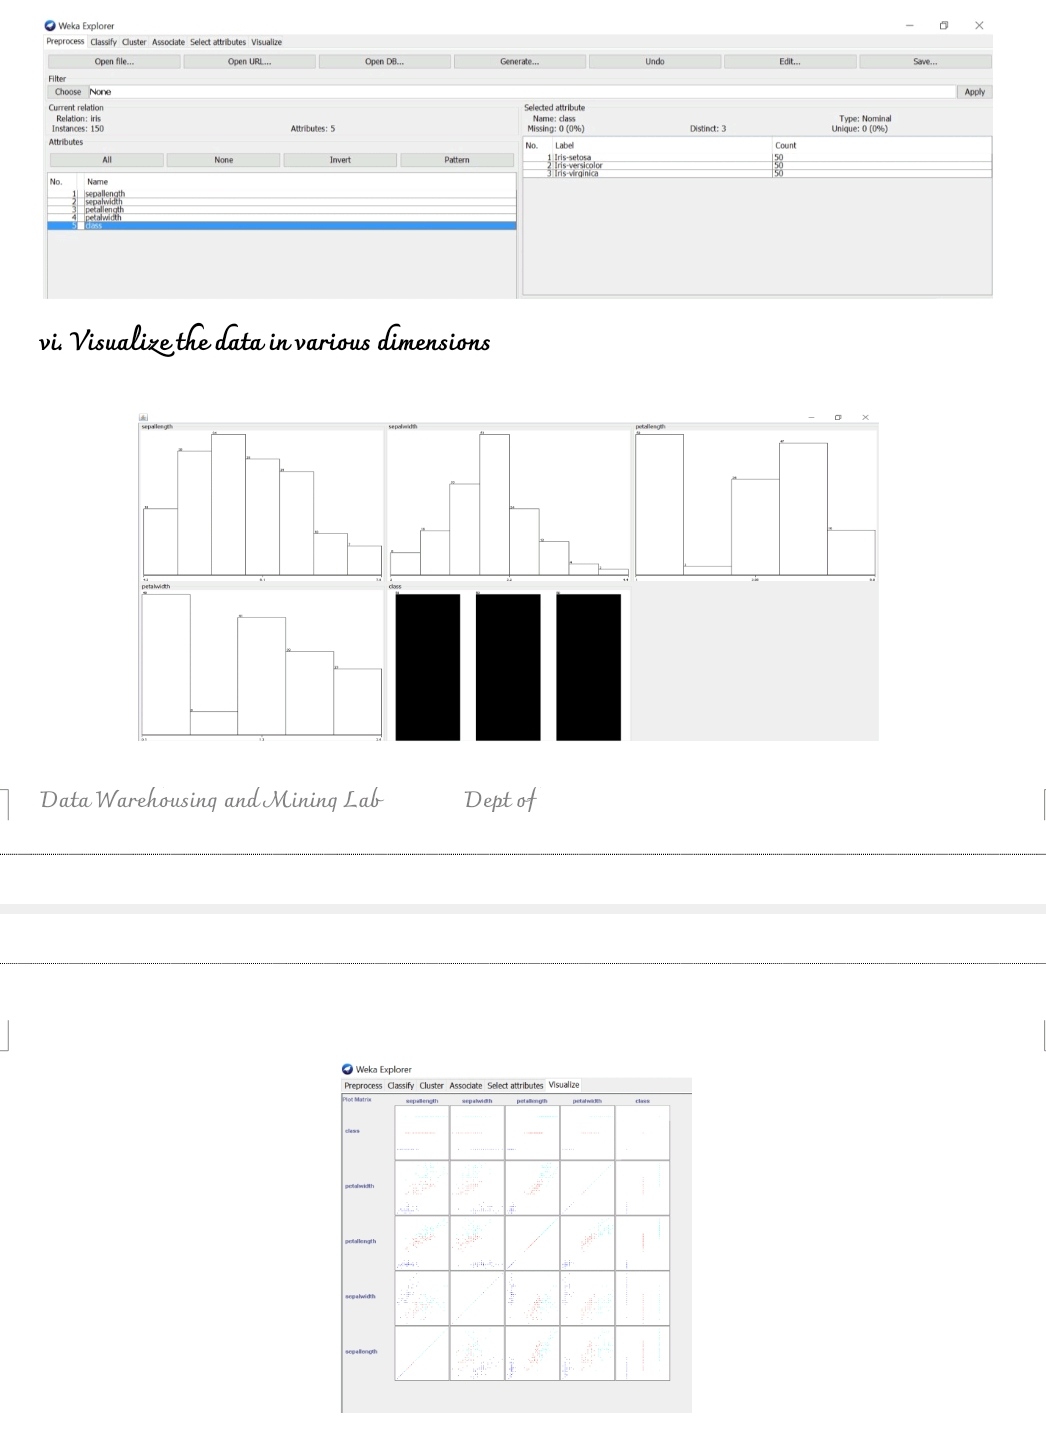 Weka Explorer
Preprocess Classify Cluster Associate Select attributes Visualize
Open file... Open URL... Open DB... Generate... Undo Edit... Save...
Filter
Choose None Apply
Current relation
Relation: iris
Instances: 150 Attributes: 5
Selected attribute
Name: class Type: Nominal
Missing: 0 (0%) Distinct: 3 Unique: 0 (0%)
Attributes
All None Invert Pattern
No. Name
1 sepallength
2 sepalwidth
3 petallength
4 petalwidth
5 class
No. Label Count
1 Iris-setosa 50
2 Iris-versicolor 50
3 Iris-virginica 50
vi. Visualize the data in various dimensions
sepallength sepalwidth petallength
petalwidth class
Data Warehousing and Mining Lab Dept of
Weka Explorer
Preprocess Classify Cluster Associate Select attributes Visualize
Plot Matrix sepallength sepalwidth petallength petalwidth class
class
petalwidth
petallength
sepalwidth
sepallength